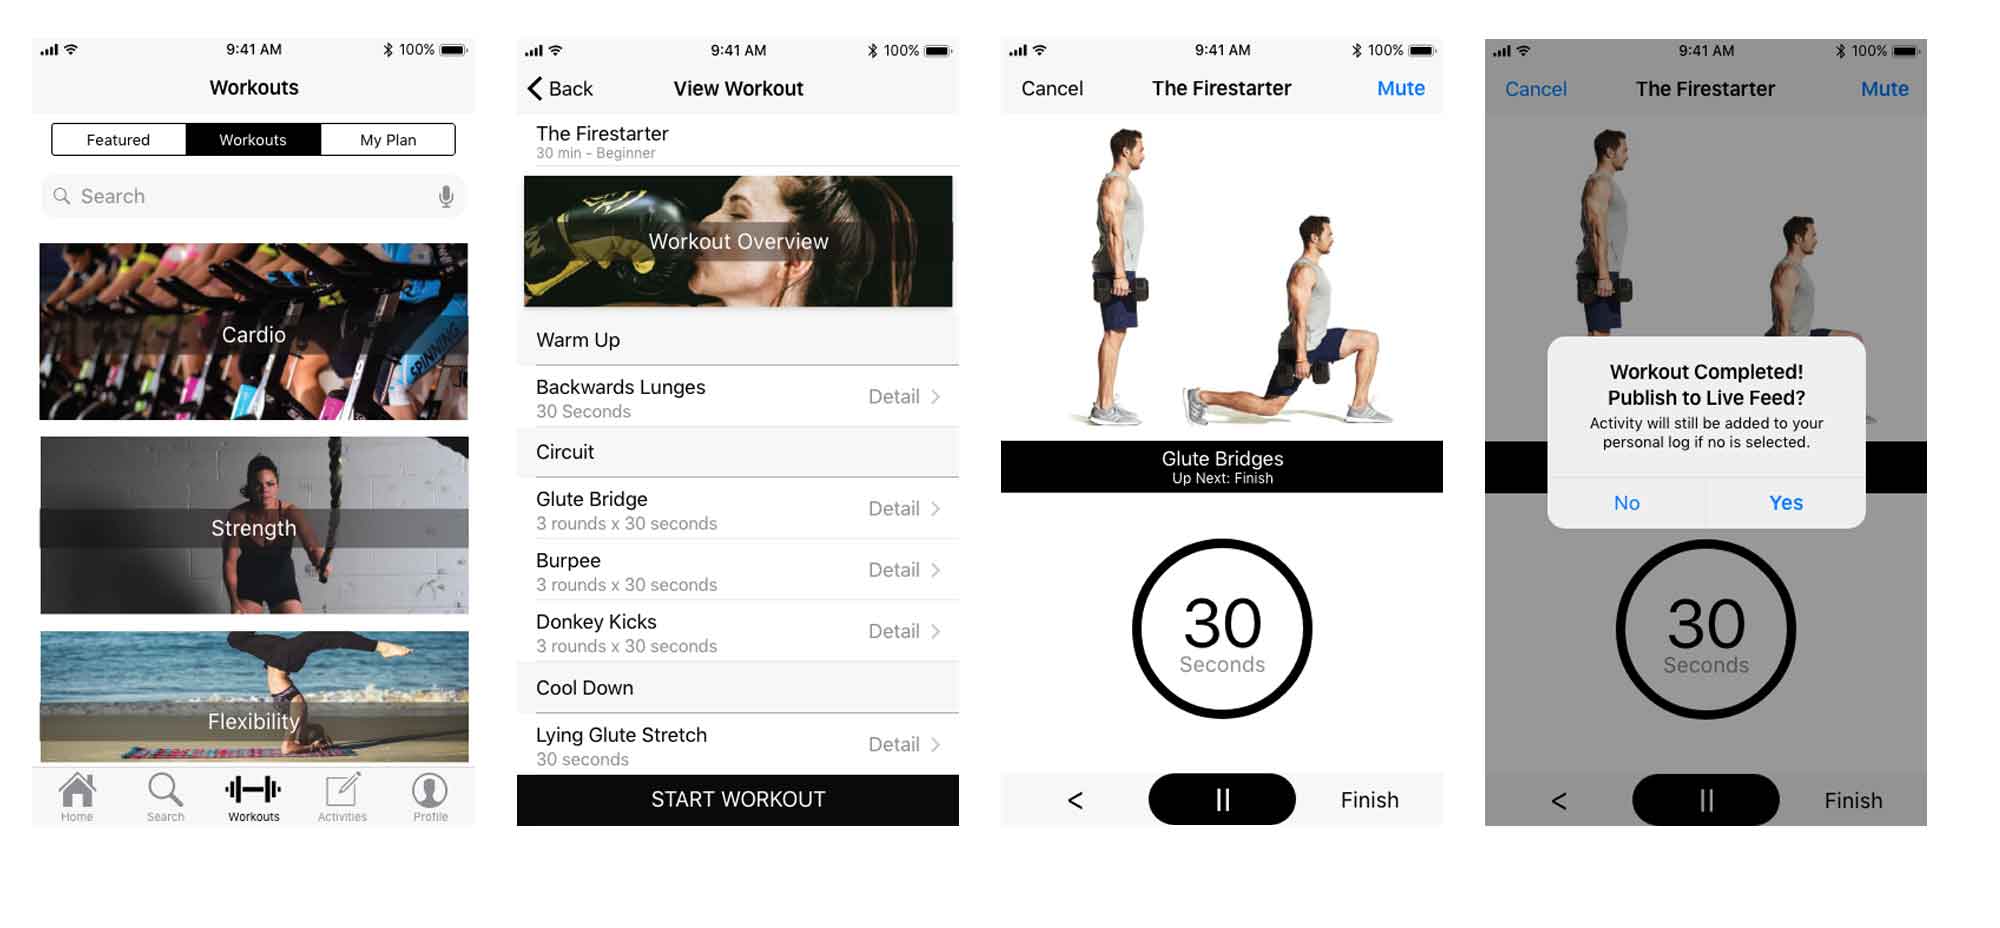 9:41 AM
100%
Workouts
Featured
Workouts
My Plan
Search
Cardio
SPINNING
Strength
Flexibility
Home
Search
Workouts
Activities
Profile
9:41 AM
100%
Back
View Workout
The Firestarter
30 min - Beginner
Workout Overview
Warm Up
Backwards Lunges
30 Seconds
Detail
Circuit
Glute Bridge
3 rounds x 30 seconds
Detail
Burpee
3 rounds x 30 seconds
Detail
Donkey Kicks
3 rounds x 30 seconds
Detail
Cool Down
Lying Glute Stretch
30 seconds
Detail
START WORKOUT
9:41 AM
100%
Cancel
The Firestarter
Mute
Glute Bridges
Up Next: Finish
30
Seconds
<
Finish
9:41 AM
100%
Cancel
The Firestarter
Mute
Workout Completed!
Publish to Live Feed?
Activity will still be added to your
personal log if no is selected.
No
Yes
30
Seconds
<
Finish